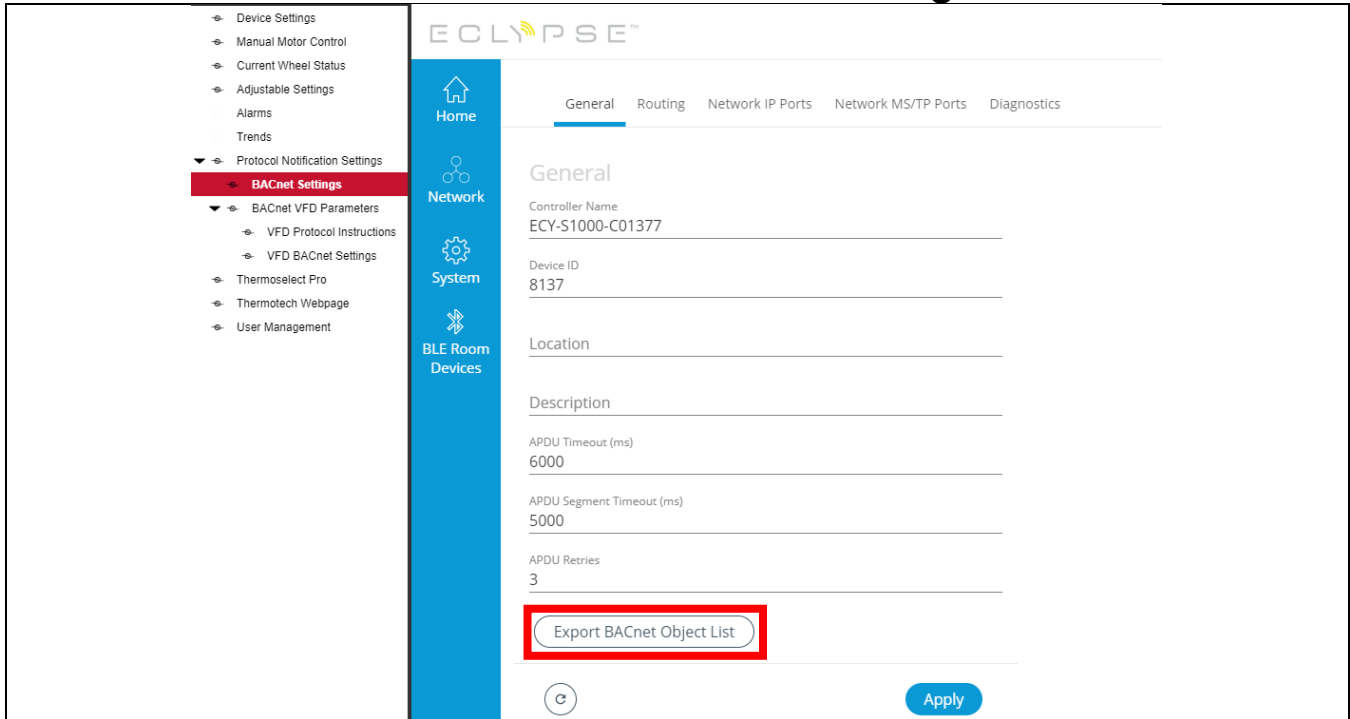 Device Settings
Manual Motor Control
Current Wheel Status
Adjustable Settings
Alarms
Trends
Protocol Notification Settings
BACnet Settings
BACnet VFD Parameters
VFD Protocol Instructions
VFD BACnet Settings
Thermoselect Pro
Thermotech Webpage
User Management
ECLYPSE™
Home
Network
System
BLE Room
Devices
General Routing Network IP Ports Network MS/TP Ports Diagnostics
General
Controller Name
ECY-S1000-C01377
Device ID
8137
Location
Description
APDU Timeout (ms)
6000
APDU Segment Timeout (ms)
5000
APDU Retries
3
Export BACnet Object List
Apply